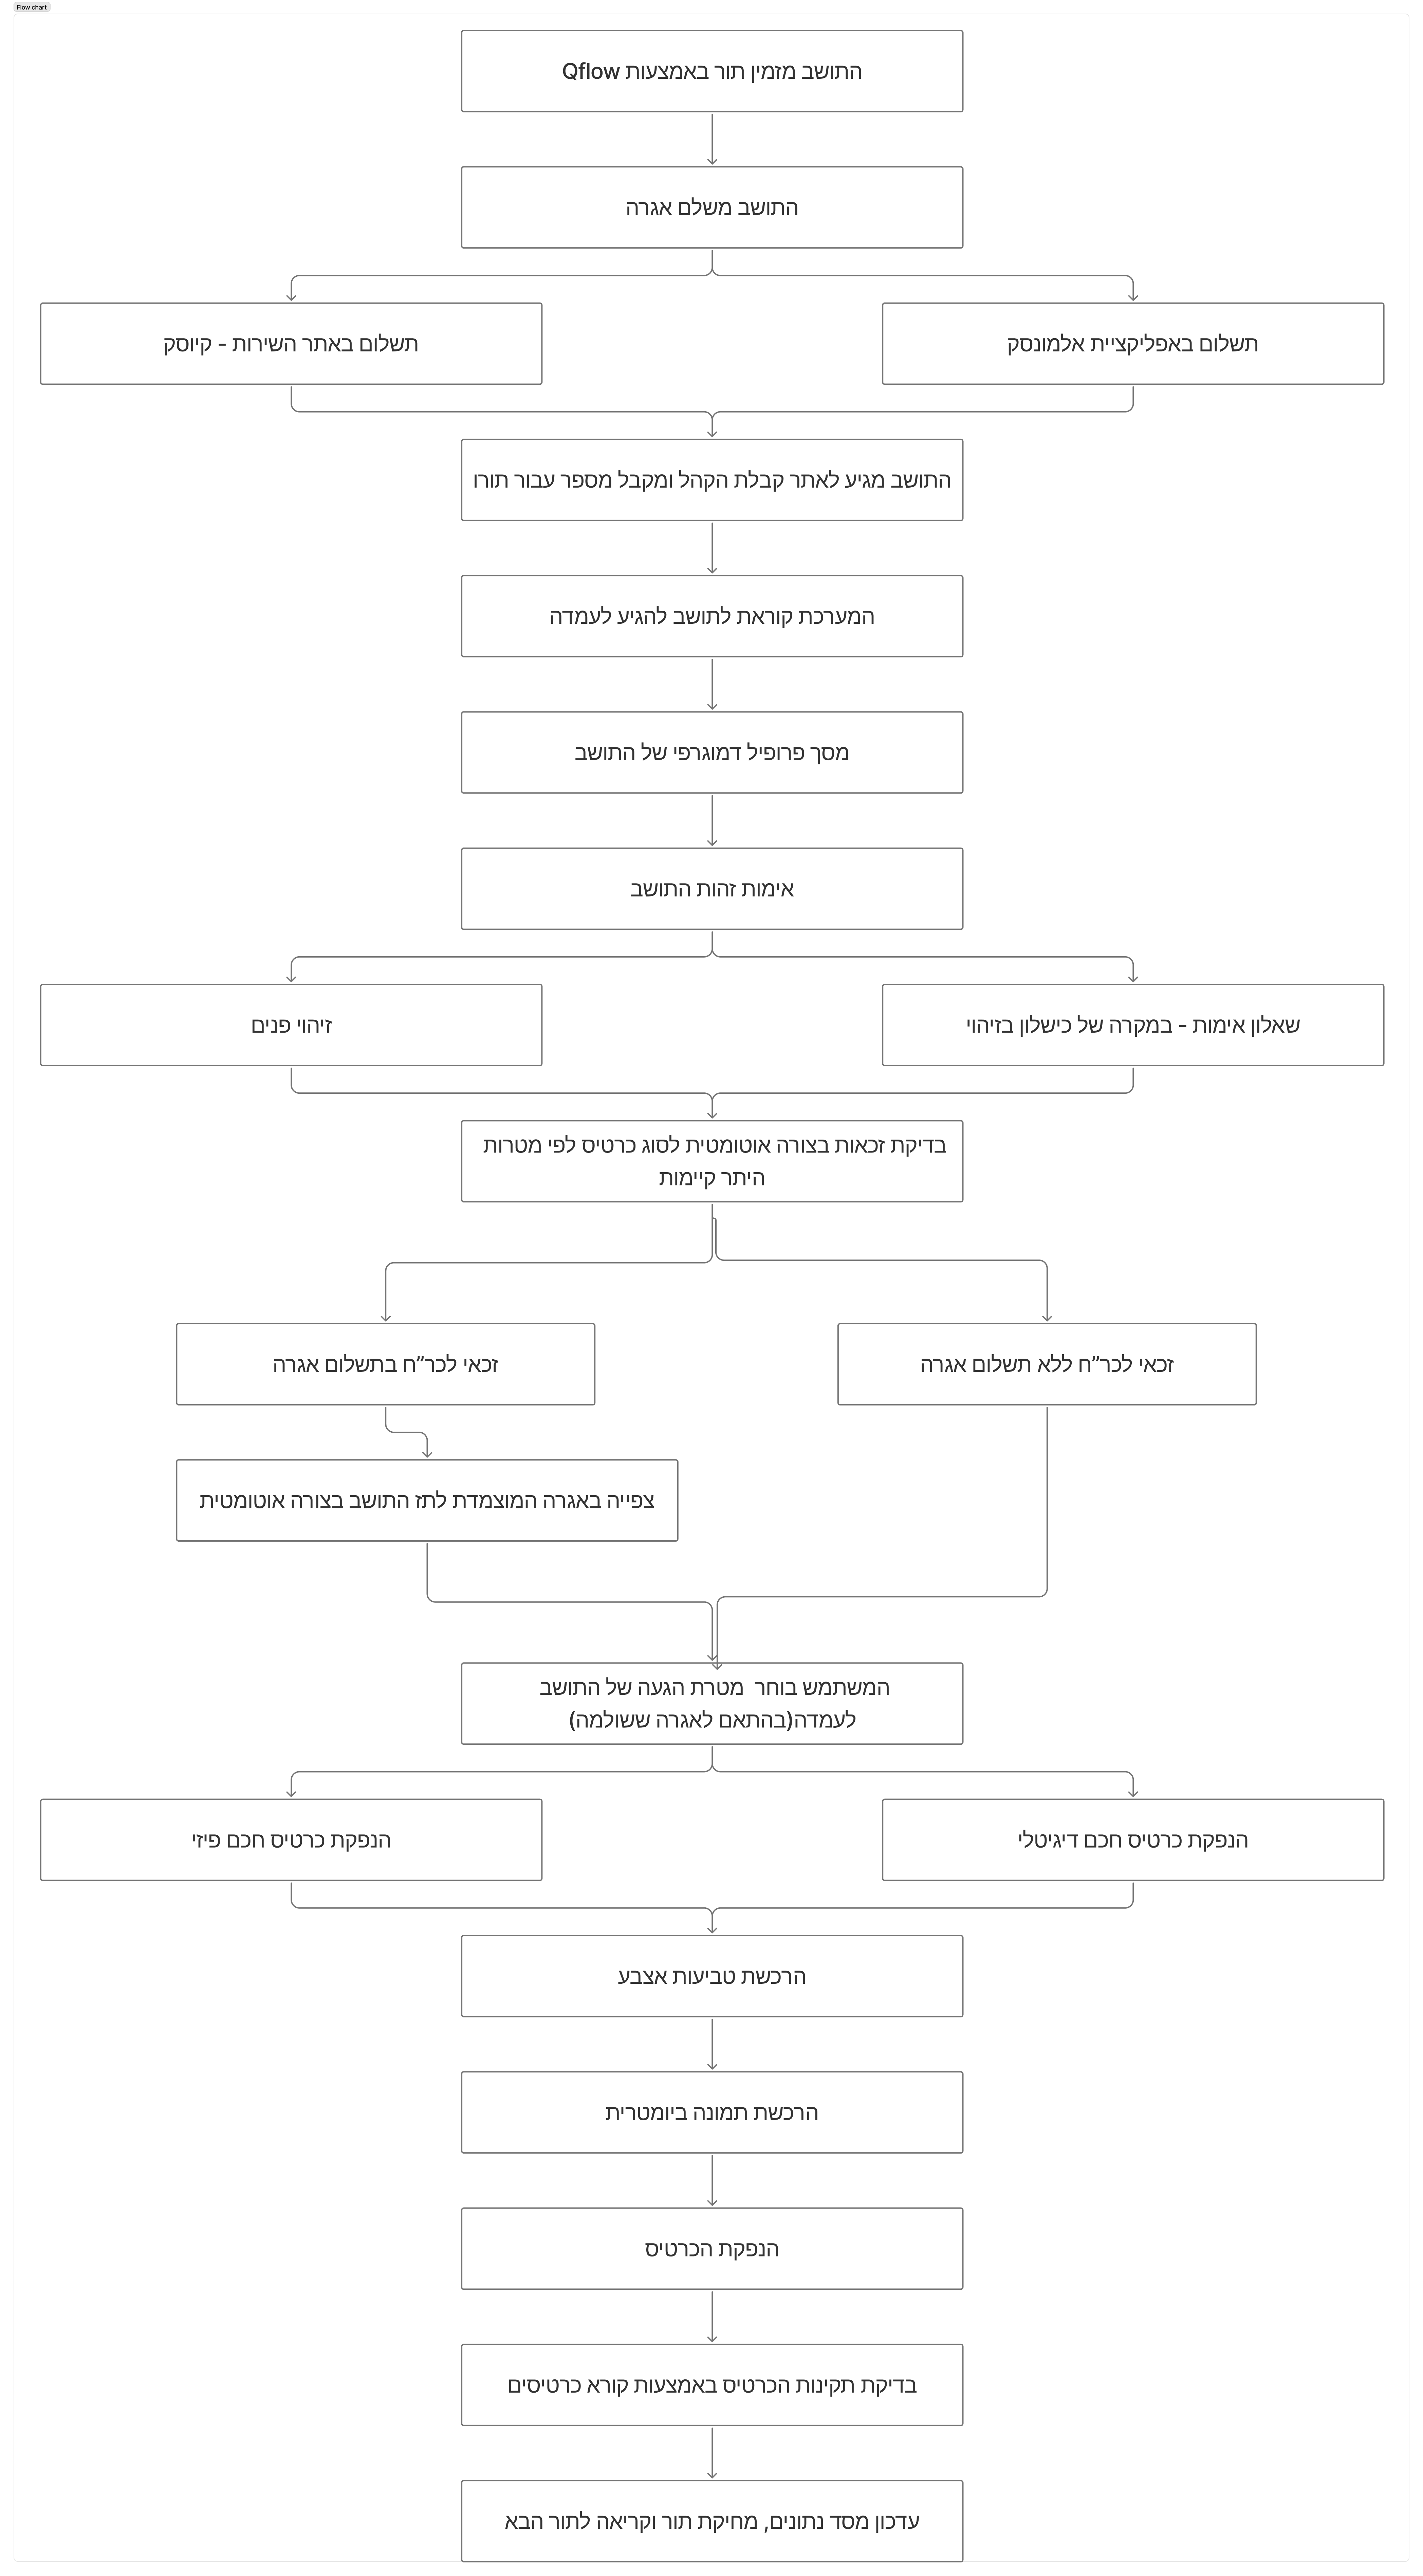 Flow chart
התושב מזמין תור באמצעות Qflow
התושב משלם אגרה
תשלום באפליקציית אלמונסק
תשלום באתר השירות - קיוסק
התושב מגיע לאתר קבלת הקהל ומקבל מספר עבור תורו
המערכת קוראת לתושב להגיע לעמדה
מסך פרופיל דמוגרפי של התושב
אימות זהות התושב
שאלון אימות - במקרה של כישלון בזיהוי
זיהוי פנים
בדיקת זכאות בצורה אוטומטית לסוג כרטיס לפי מטרות
היתר קיימות
זכאי לכר״ח ללא תשלום אגרה
זכאי לכר״ח בתשלום אגרה
צפייה באגרה המוצמדת לתז התושב בצורה אוטומטית
המשתמש בוחר  מטרת הגעה של התושב
לעמדה(בהתאם לאגרה ששולמה)
הנפקת כרטיס חכם דיגיטלי
הנפקת כרטיס חכם פיזי
הרכשת טביעות אצבע
הרכשת תמונה ביומטרית
הנפקת הכרטיס
בדיקת תקינות הכרטיס באמצעות קורא כרטיסים
עדכון מסד נתונים, מחיקת תור וקריאה לתור הבא